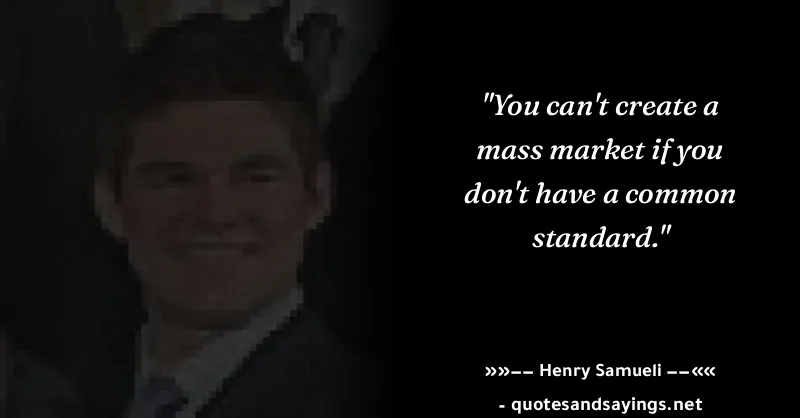 "You can't create a
mass market if you
don't have a common
standard."
»»–– Henry Samueli ––««
- quotesandsayings.net